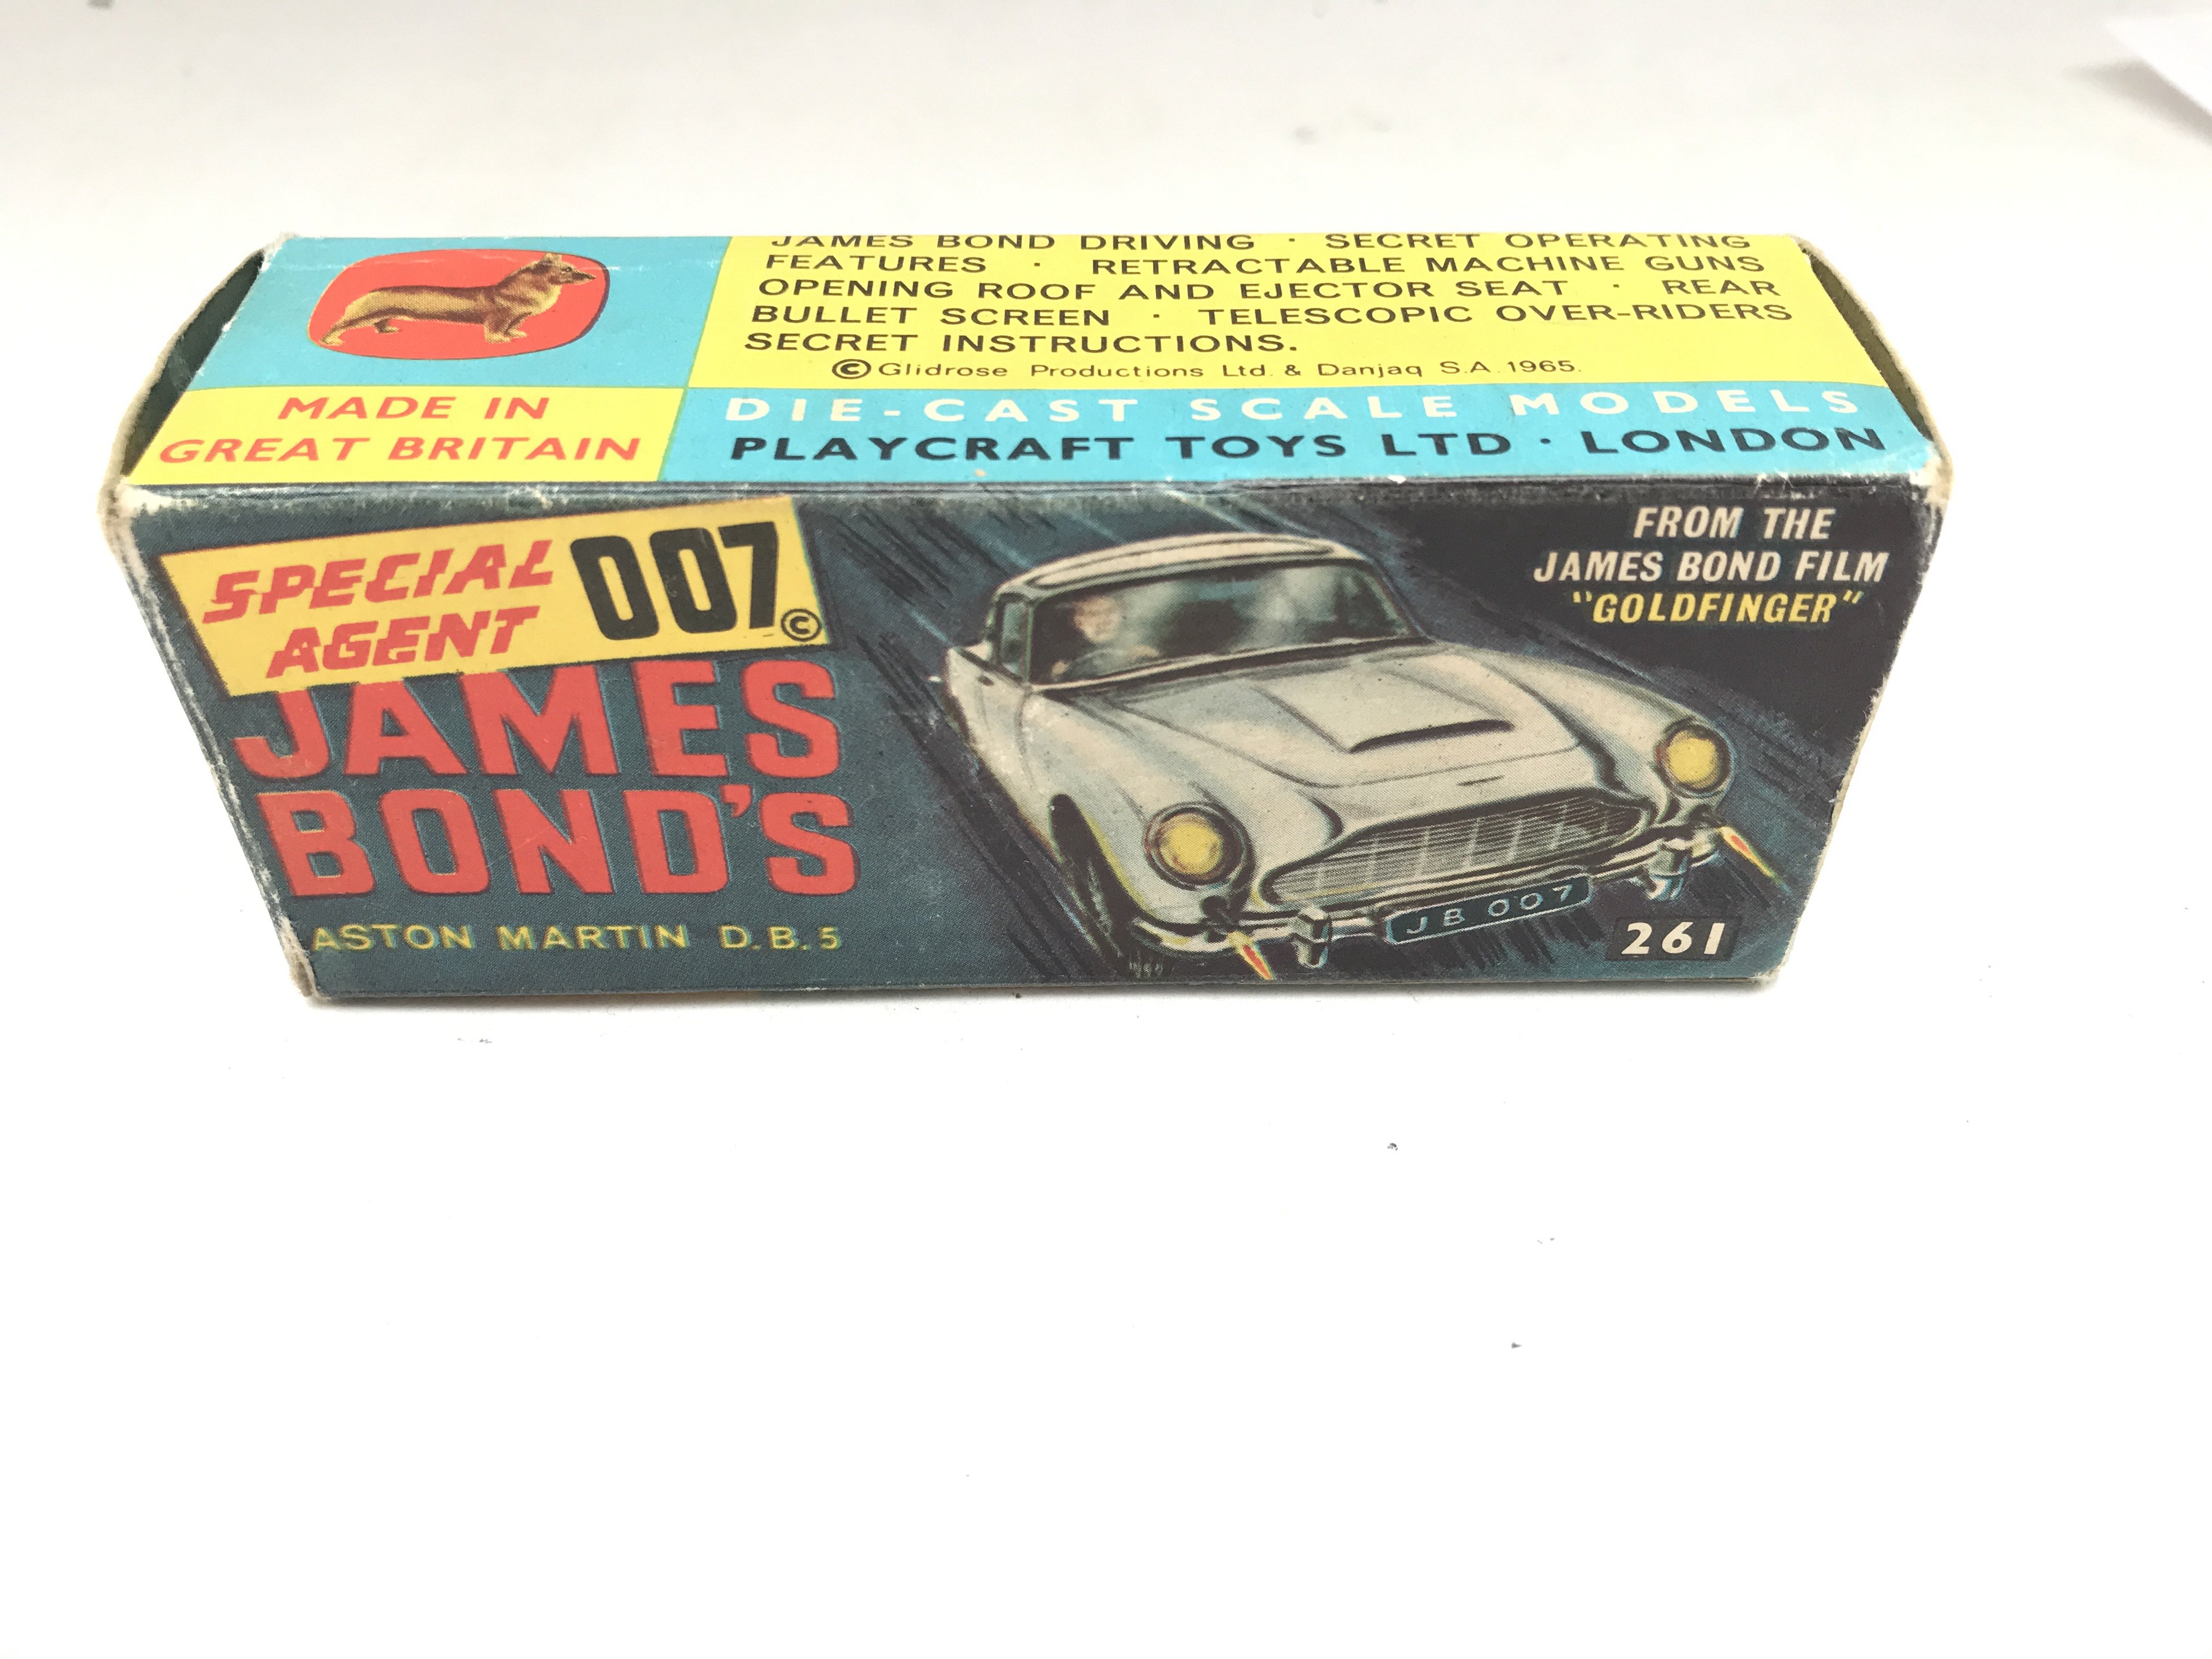 JAMES BOND DRIVING · SECRET OPERATING
FEATURES · RETRACTABLE MACHINE GUNS
OPENING ROOF AND EJECTOR SEAT · REAR
BULLET SCREEN · TELESCOPIC OVER-RIDERS
SECRET INSTRUCTIONS.
© Glidrose Productions Ltd. & Danjaq S.A. 1965.
MADE IN
GREAT BRITAIN
DIE-CAST SCALE MODELS
PLAYCRAFT TOYS LTD · LONDON
SPECIAL
AGENT
007©
JAMES
BOND'S
ASTON MARTIN D.B.5
FROM THE
JAMES BOND FILM
"GOLDFINGER"
JB 007
261